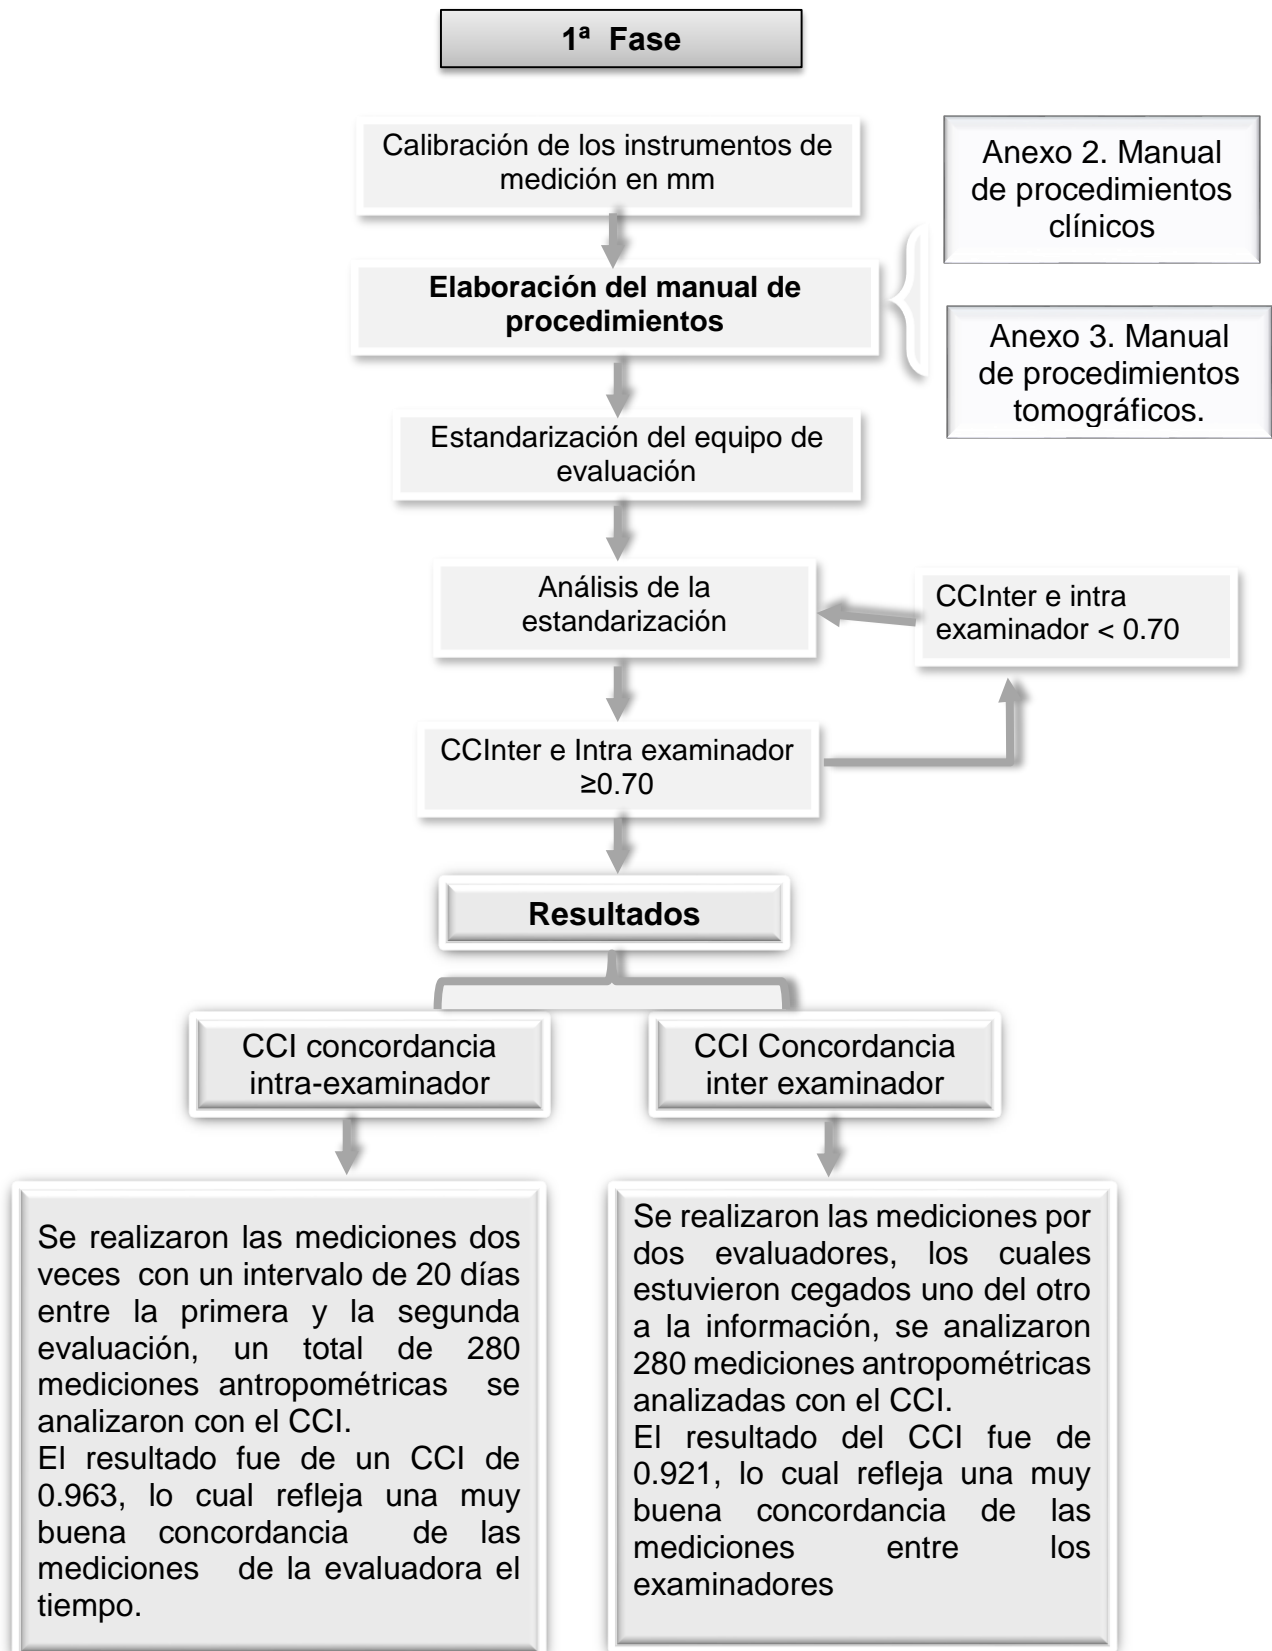 1ª Fase
Calibración de los instrumentos de
medición en mm
Anexo 2. Manual
de procedimientos
clínicos
Elaboración del manual de
procedimientos
Anexo 3. Manual
de procedimientos
tomográficos.
Estandarización del equipo de
evaluación
Análisis de la
estandarización
CCInter e intra
examinador < 0.70
CCInter e Intra examinador
≥0.70
Resultados
CCI concordancia
intra-examinador
CCI Concordancia
inter examinador
Se realizaron las mediciones dos
veces con un intervalo de 20 días
entre la primera y la segunda
evaluación, un total de 280
mediciones antropométricas se
analizaron con el CCI.
El resultado fue de un CCI de
0.963, lo cual refleja una muy
buena concordancia de las
mediciones de la evaluadora el
tiempo.
Se realizaron las mediciones por
dos evaluadores, los cuales
estuvieron cegados uno del otro
a la información, se analizaron
280 mediciones antropométricas
analizadas con el CCI.
El resultado del CCI fue de
0.921, lo cual refleja una muy
buena concordancia de las
mediciones entre los
examinadores